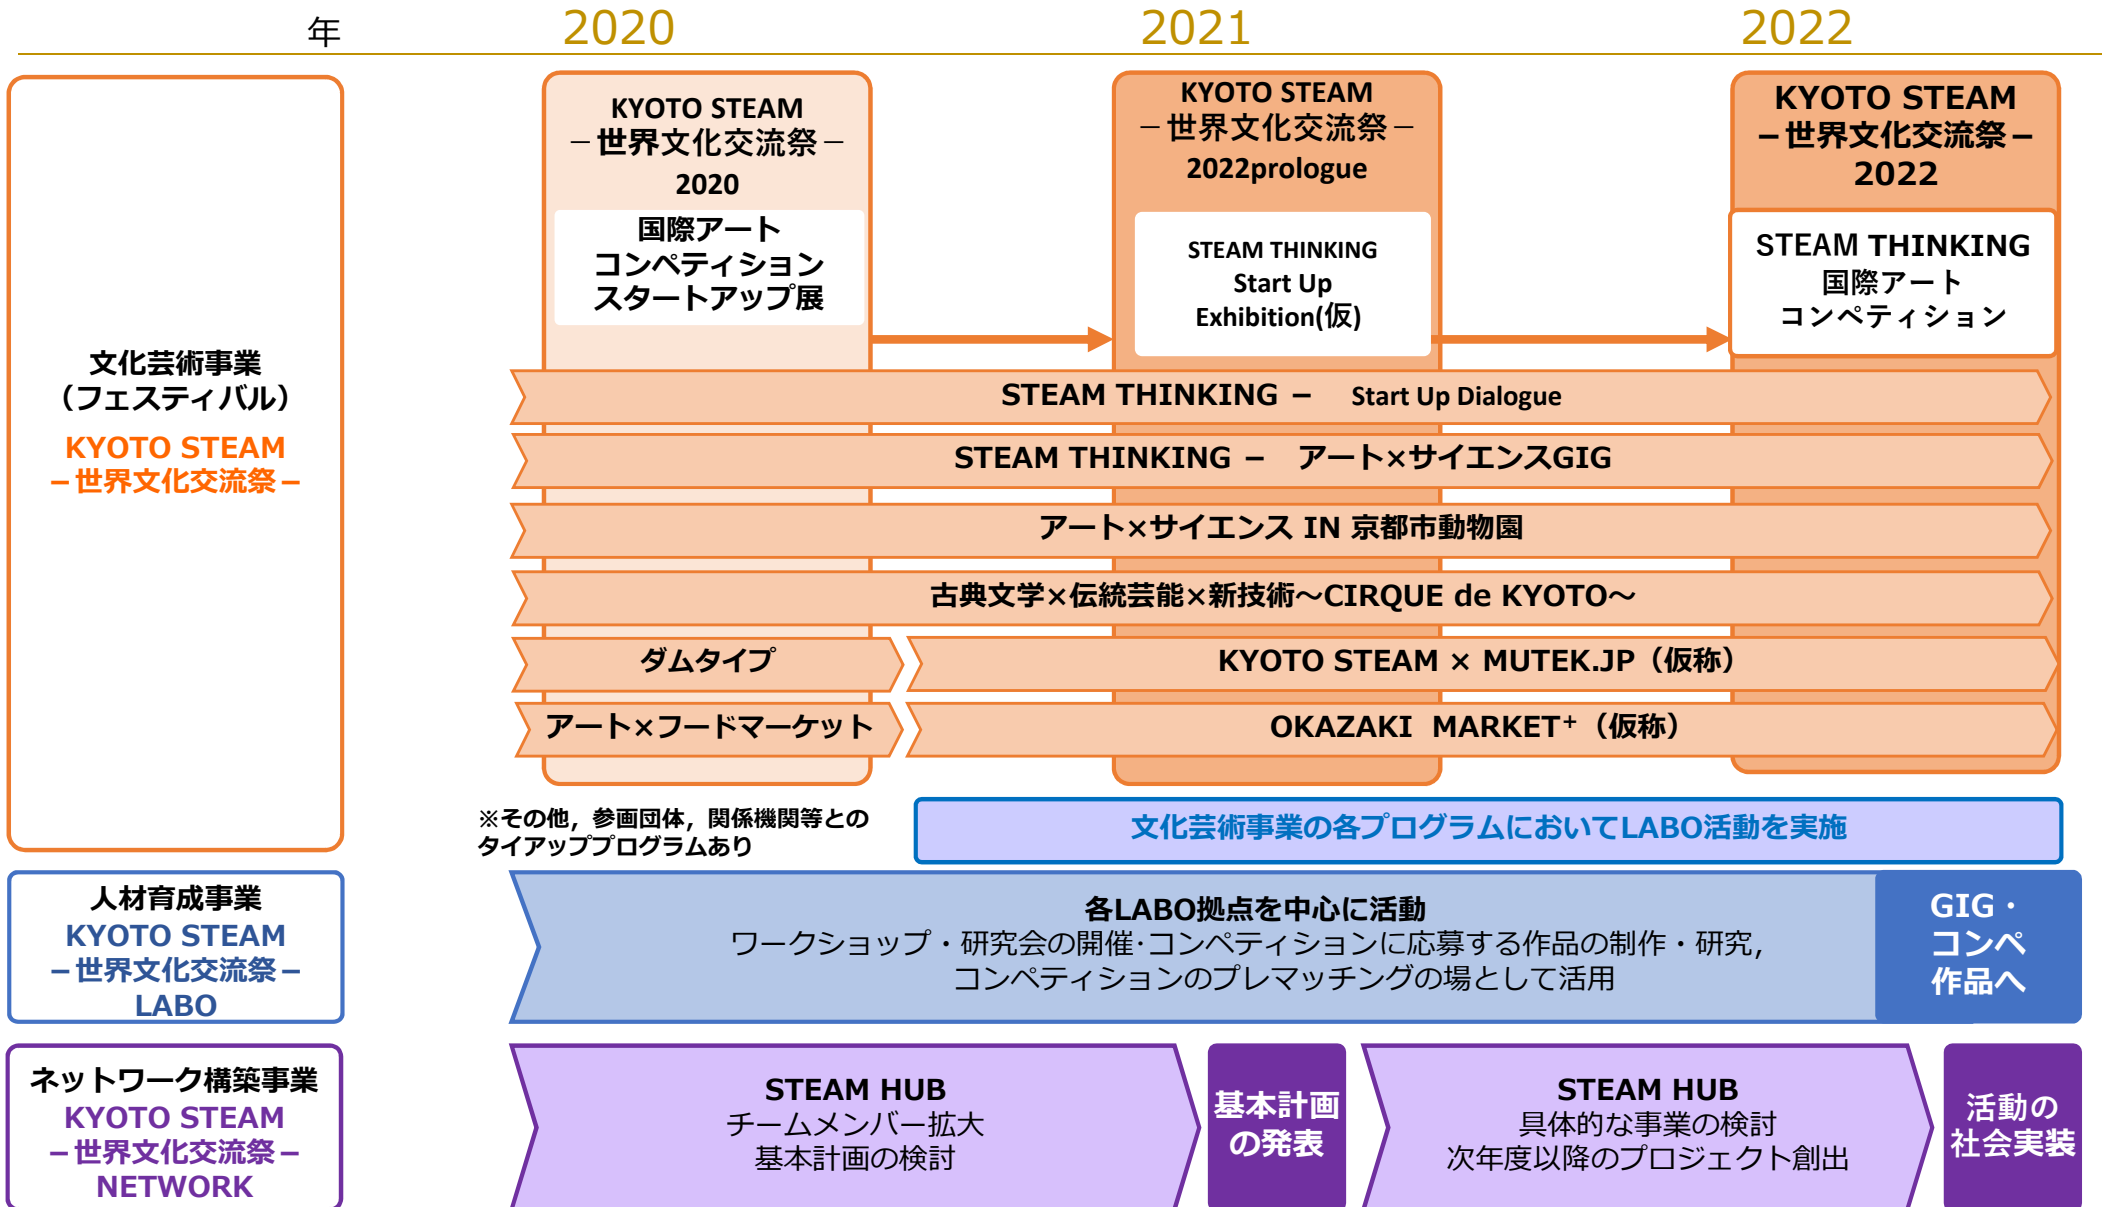 年
2020
2021
2022
文化芸術事業
（フェスティバル）
KYOTO STEAM
－世界文化交流祭－
KYOTO STEAM
－世界文化交流祭－
2020
国際アート
コンペティション
スタートアップ展
KYOTO STEAM
－世界文化交流祭－
2022prologue
STEAM THINKING
Start Up
Exhibition(仮)
KYOTO STEAM
－世界文化交流祭－
2022
STEAM THINKING
国際アート
コンペティション
STEAM THINKING － Start Up Dialogue
STEAM THINKING － アート×サイエンスGIG
アート×サイエンス IN 京都市動物園
古典文学×伝統芸能×新技術～CIRQUE de KYOTO～
ダムタイプ
KYOTO STEAM × MUTEK.JP（仮称）
アート×フードマーケット
OKAZAKI MARKET⁺（仮称）
※その他，参画団体，関係機関等との
タイアッププログラムあり
文化芸術事業の各プログラムにおいてLABO活動を実施
人材育成事業
KYOTO STEAM
－世界文化交流祭－
LABO
各LABO拠点を中心に活動
ワークショップ・研究会の開催･コンペティションに応募する作品の制作・研究，
コンペティションのプレマッチングの場として活用
GIG・
コンペ
作品へ
ネットワーク構築事業
KYOTO STEAM
－世界文化交流祭－
NETWORK
STEAM HUB
チームメンバー拡大
基本計画の検討
基本計画
の発表
STEAM HUB
具体的な事業の検討
次年度以降のプロジェクト創出
活動の
社会実装